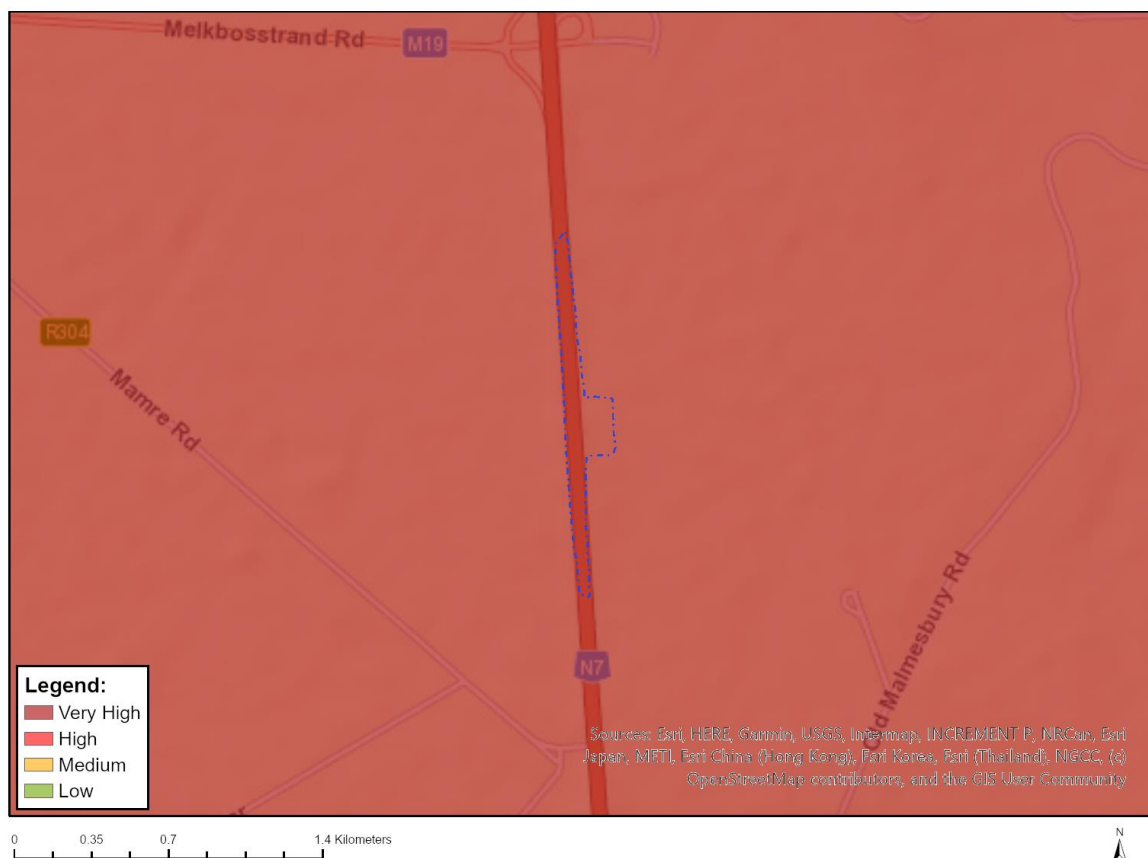 Melkbosstrand Rd
M19
R304
Mamre Rd
Old Malmesbury Rd
N7
Legend:
Very High
High
Medium
Low
Sources: Esri, HERE, Garmin, USGS, Intermap, INCREMENT P, NRCan, Esri
Japan, METI, Esri China (Hong Kong), Esri Korea, Esri (Thailand), NGCC, (c)
OpenStreetMap contributors, and the GIS User Community
0 0.35 0.7 1.4 Kilometers
N